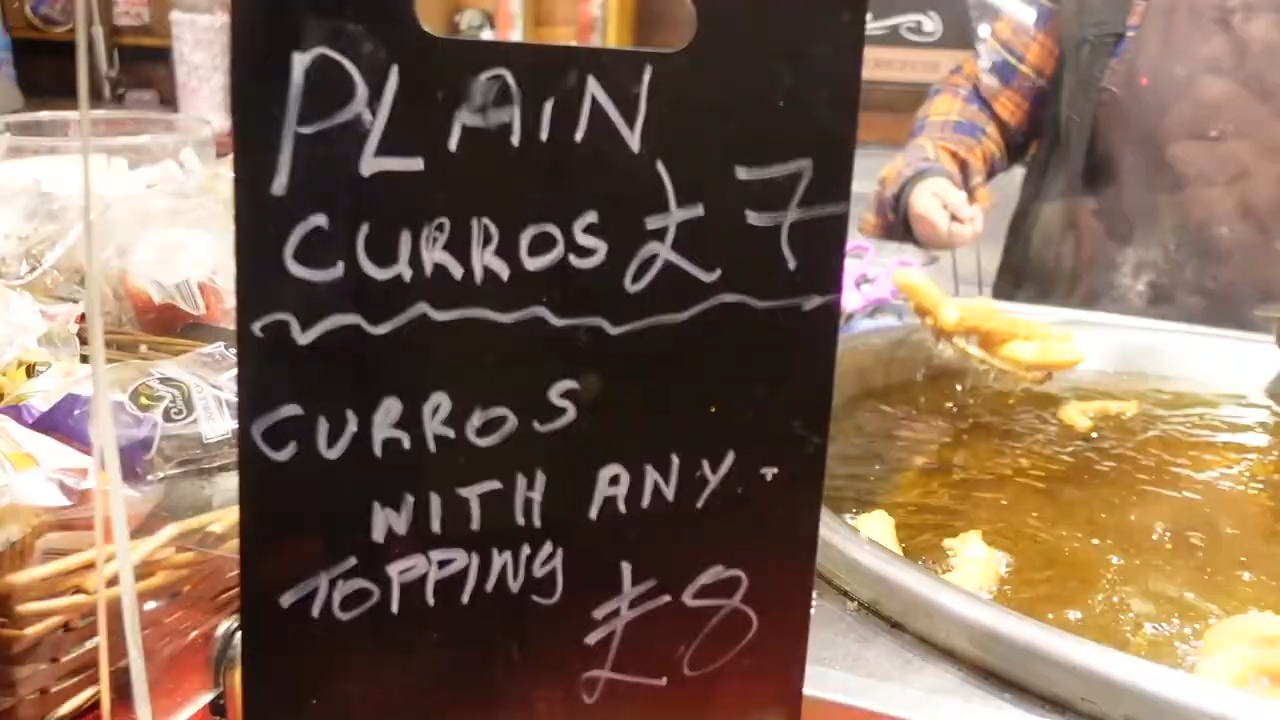 PLAIN
CURROS £7
CURROS
WITH ANY.
TOPPING
£8